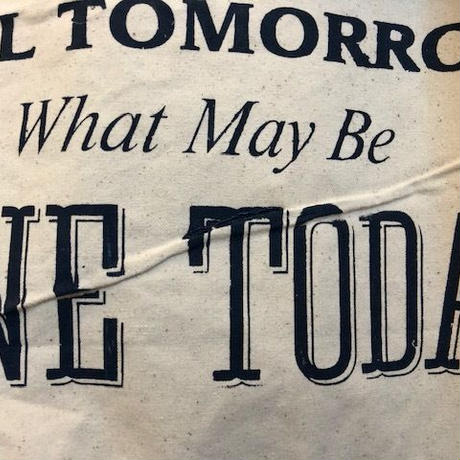 L TOMORRO
What May Be
NE TODA